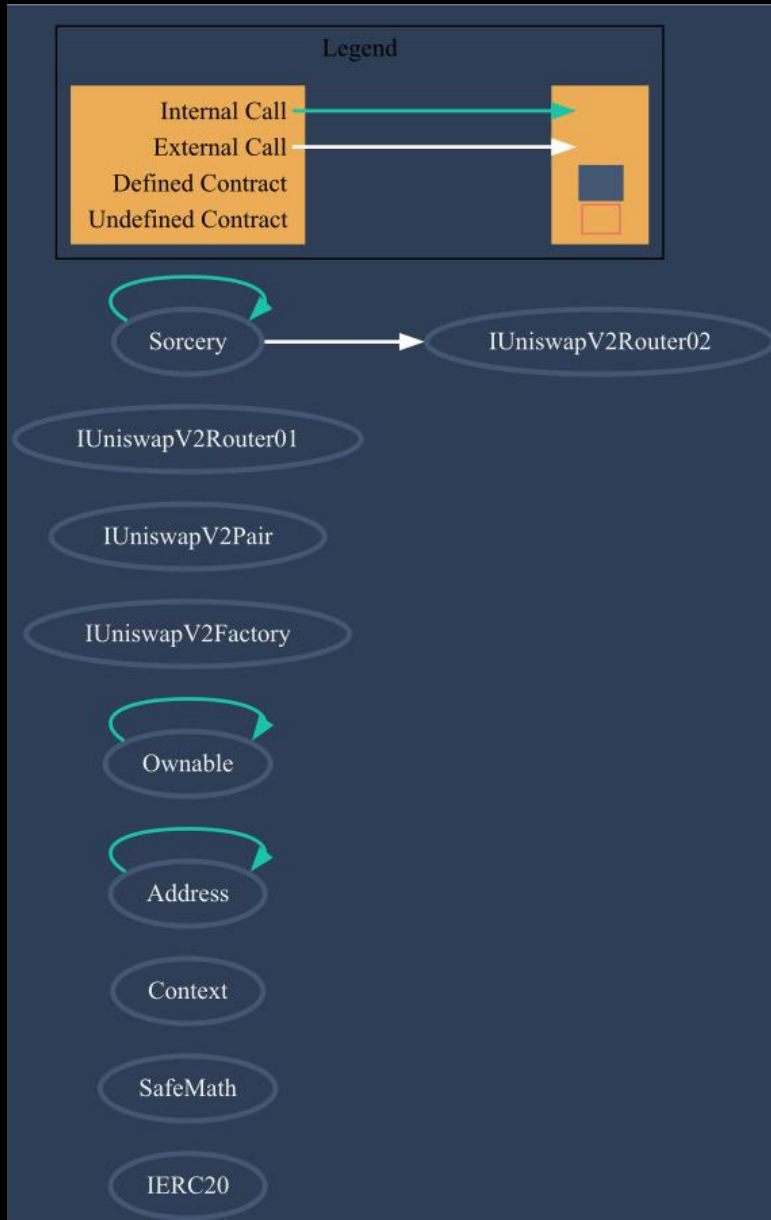 Legend
Internal Call
External Call
Defined Contract
Undefined Contract
Sorcery
IUniswapV2Router02
IUniswapV2Router01
IUniswapV2Pair
IUniswapV2Factory
Ownable
Address
Context
SafeMath
IERC20